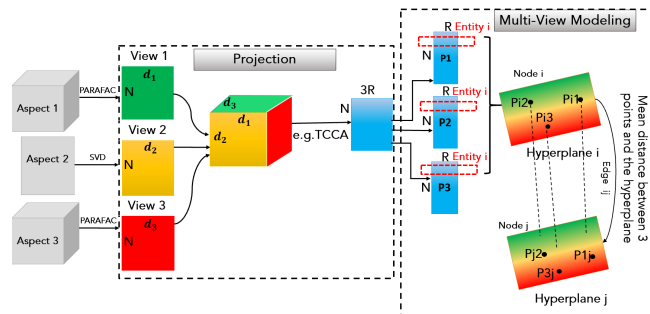 Multi-View Modeling
Projection
View 1
d1
N
PARAFAC
Aspect 1
View 2
d2
N
SVD
Aspect 2
View 3
d3
N
PARAFAC
Aspect 3
d3
d1
d2
e.g.TCCA
3R
N
R Entity i
N
P1
R Entity i
N
P2
R Entity i
N
P3
Node i
Pi2
Pi1
Pi3
Hyperplane i
Edge ij
Node j
Pj2
P1j
P3j
Hyperplane j
Mean distance between 3
points and the hyperplane